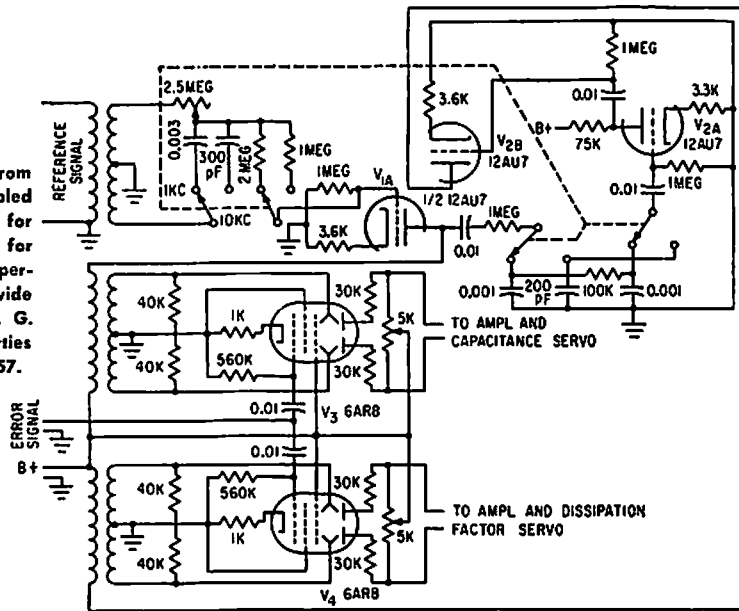 rom
pled
for
for
per-
vide
. G.
rties
57.
REFERENCE SIGNAL
2.5MEG
0.003
300 pF
2 MEG
1MEG
1KC
10KC
1MEG
3.6K
V1A
1/2 12AU7
3.6K
V2B
12AU7
1MEG
0.01
B+
75K
3.3K
V2A
12AU7
1MEG
0.01
0.01
1MEG
0.001
200 pF
100K
0.001
40K
40K
1K
560K
0.01
V3 6AR8
30K
30K
5K
TO AMPL AND
CAPACITANCE SERVO
ERROR SIGNAL
B+
0.01
40K
40K
560K
1K
V4 6AR8
30K
30K
5K
TO AMPL AND DISSIPATION
FACTOR SERVO